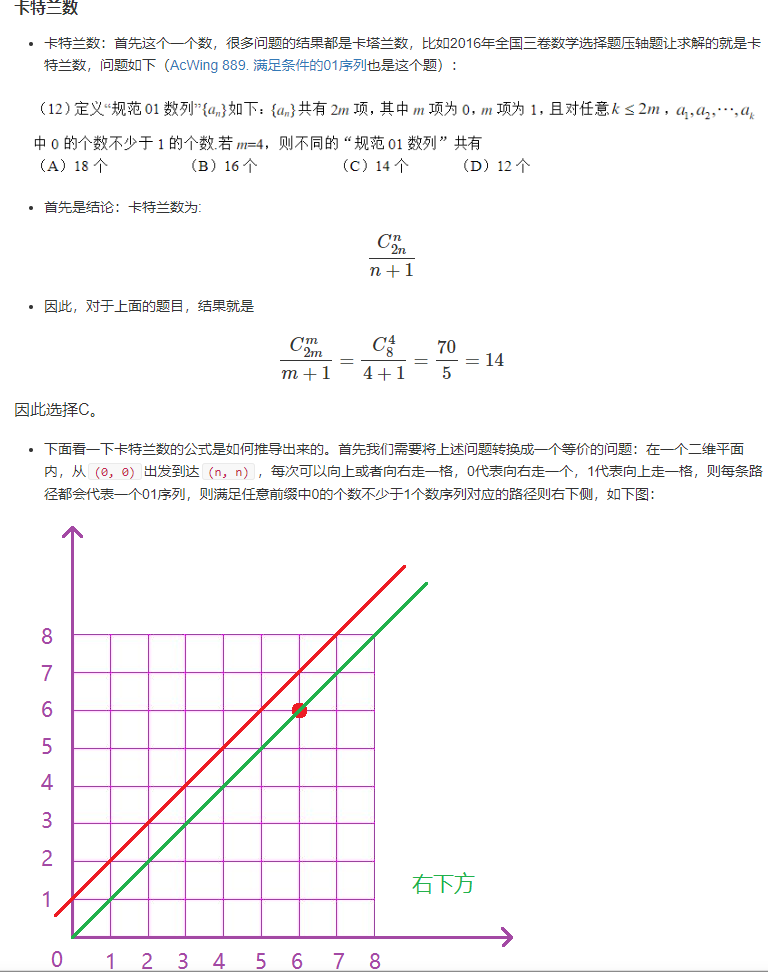 卡特兰数
• 卡特兰数：首先这个一个数，很多问题的结果都是卡塔兰数，比如2016年全国三卷数学选择题压轴题让求解的就是卡
特兰数，问题如下（AcWing 889. 满足条件的01序列也是这个题）：
（12）定义“规范 01 数列”{aₙ}如下：{aₙ}共有 2m 项，其中 m 项为 0，m 项为 1，且对任意 k ≤ 2m，a₁,a₂,⋯,aₖ
中 0 的个数不少于 1 的个数.若 m=4，则不同的“规范 01 数列”共有
（A）18 个 （B）16 个 （C）14 个 （D）12 个
• 首先是结论：卡特兰数为:
C_{2n}^{n} / n + 1
• 因此，对于上面的题目，结果就是
C_{2m}^{m} / m + 1 = C_{8}^{4} / 4 + 1 = 70 / 5 = 14
因此选择C。
• 下面看一下卡特兰数的公式是如何推导出来的。首先我们需要将上述问题转换成一个等价的问题：在一个二维平面
内，从 (0, 0) 出发到达 (n, n) ，每次可以向上或者向右走一格，0代表向右走一个，1代表向上走一格，则每条路
径都会代表一个01序列，则满足任意前缀中0的个数不少于1个数序列对应的路径则右下侧，如下图：
8
7
6
5
4
3
2
1
右下方
0 1 2 3 4 5 6 7 8